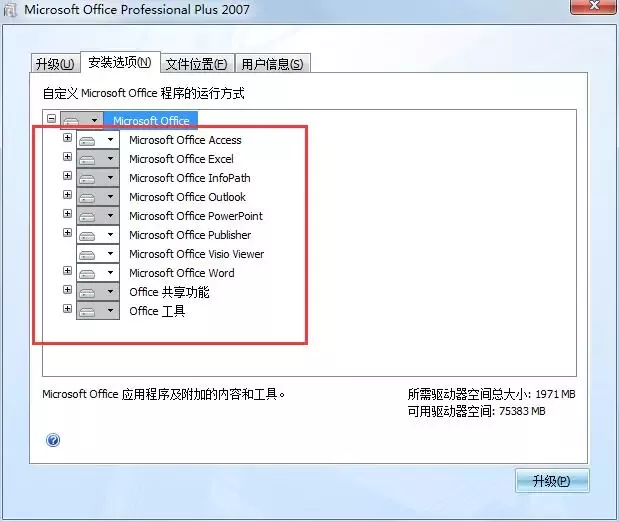 Microsoft Office Professional Plus 2007
升级(U) 安装选项(N) 文件位置(F) 用户信息(S)
自定义 Microsoft Office 程序的运行方式
Microsoft Office
Microsoft Office Access
Microsoft Office Excel
Microsoft Office InfoPath
Microsoft Office Outlook
Microsoft Office PowerPoint
Microsoft Office Publisher
Microsoft Office Visio Viewer
Microsoft Office Word
Office 共享功能
Office 工具
Microsoft Office 应用程序及附加的内容和工具。
所需驱动器空间总大小: 1971 MB
可用驱动器空间: 75383 MB
升级(P)